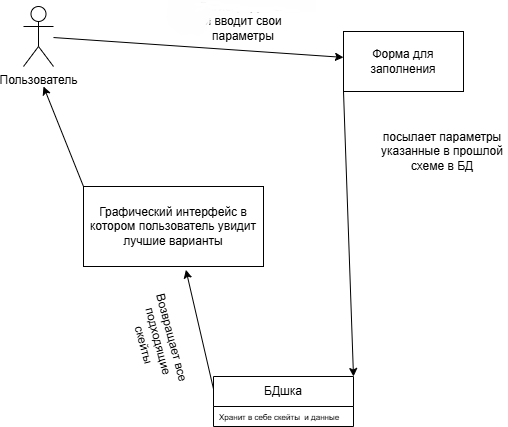 вводит свои
параметры
Пользователь
Форма для
заполнения
посылает параметры
указанные в прошлой
схеме в БД
Графический интерфейс в
котором пользователь увидит
лучшие варианты
Возвращает все
подходящие
скейты
БДшка
Хранит в себе скейты и данные